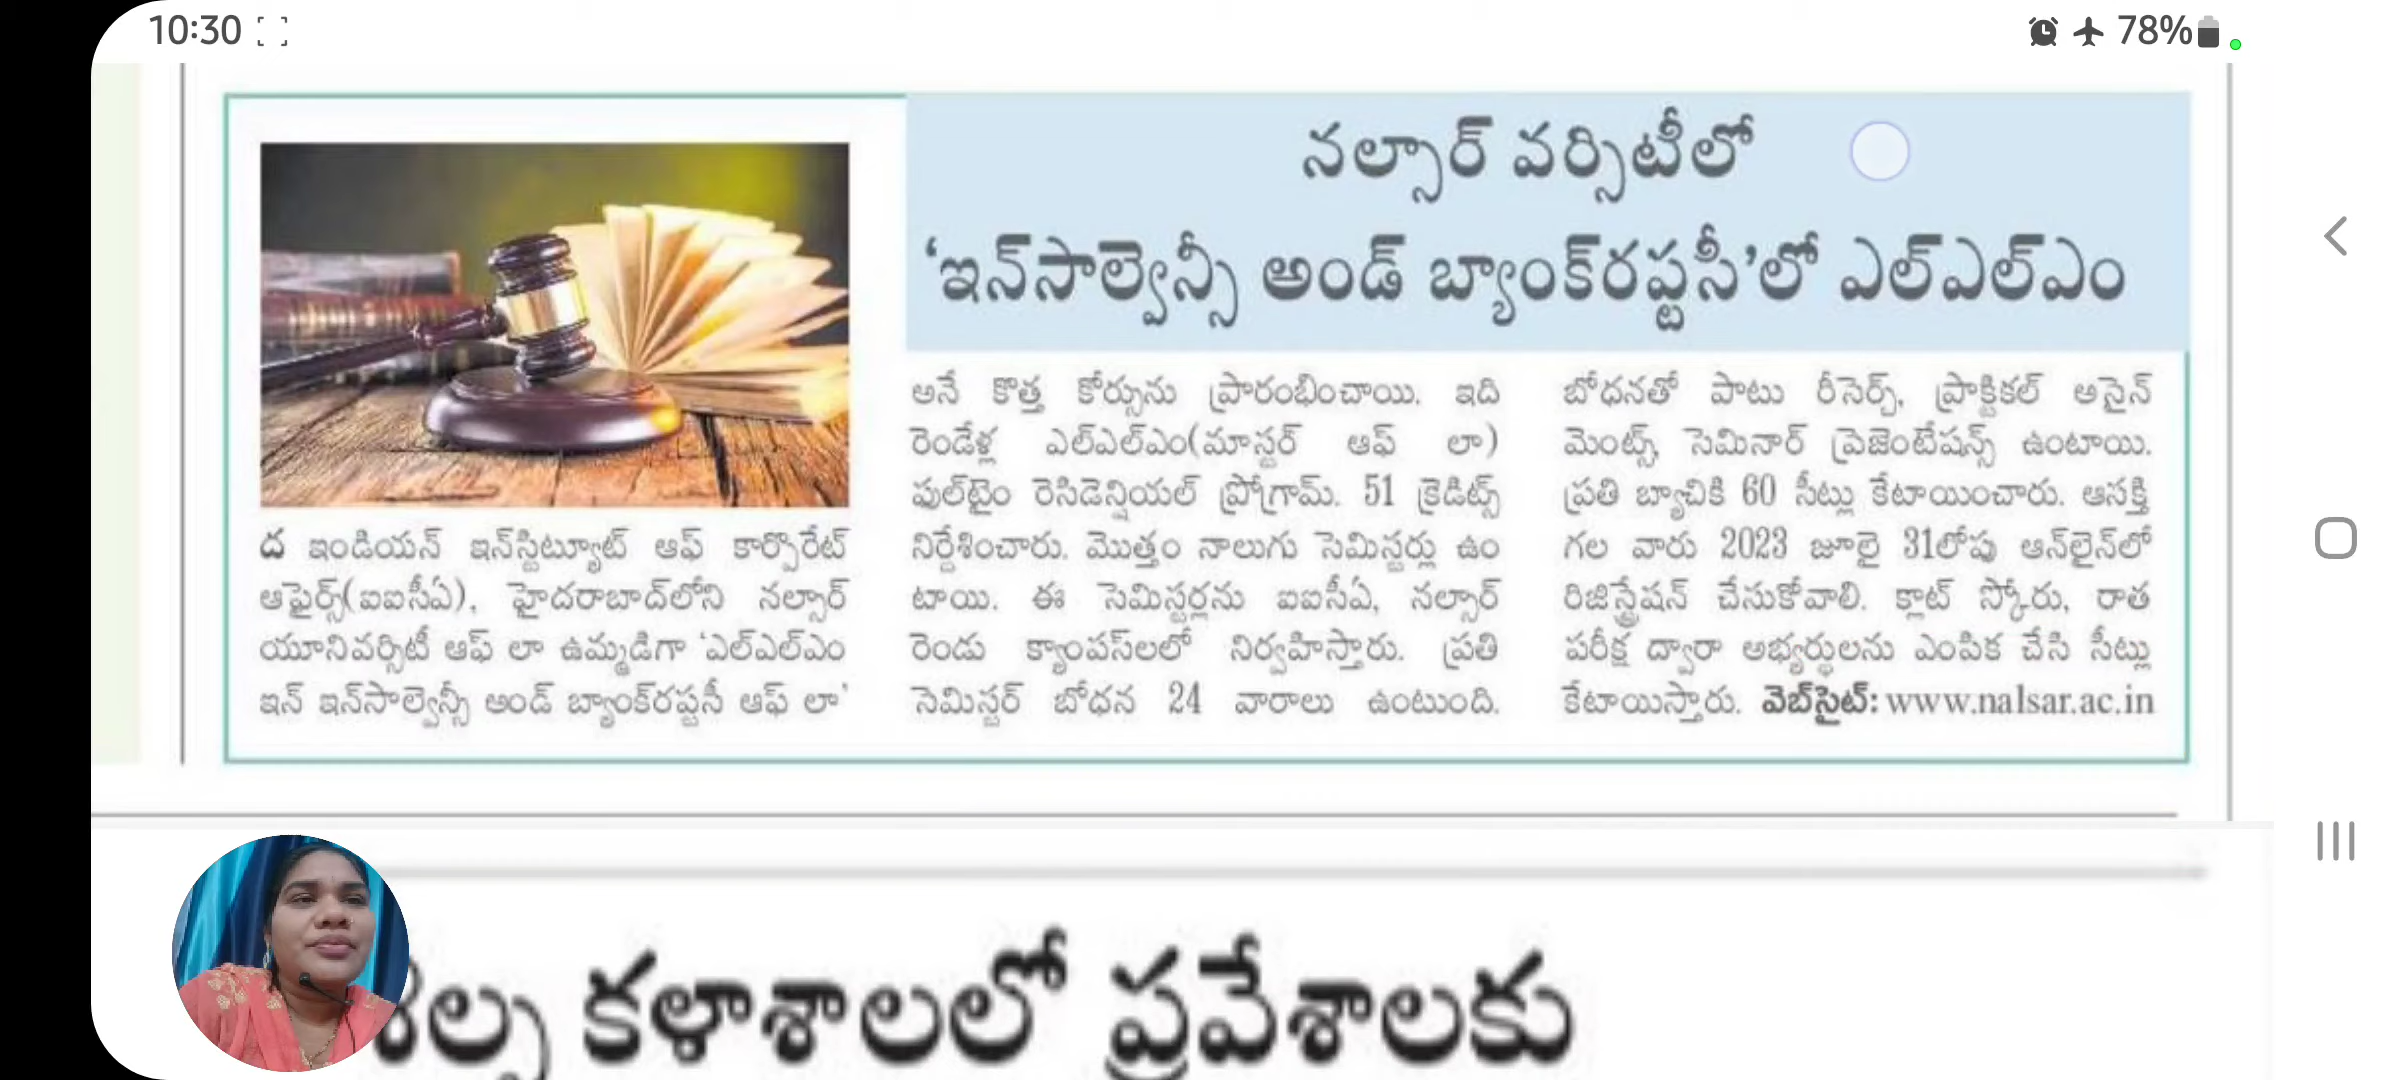 10:30
78%
నల్సార్ వర్సిటీలో
‘ఇన్‌సాల్వెన్సీ అండ్ బ్యాంక్‌రప్టసీ’లో ఎల్ఎల్ఎం
ద ఇండియన్ ఇన్‌స్టిట్యూట్ ఆఫ్ కార్పొరేట్
ఆఫైర్స్(ఐఐసీఏ), హైదరాబాద్‌లోని నల్సార్
యూనివర్సిటీ ఆఫ్ లా ఉమ్మడిగా ‘ఎల్ఎల్ఎం
ఇన్ ఇన్‌సాల్వెన్సీ అండ్ బ్యాంక్‌రప్టసీ ఆఫ్ లా’
అనే కొత్త కోర్సును ప్రారంభించాయి. ఇది
రెండేళ్ల ఎల్ఎల్ఎం(మాస్టర్ ఆఫ్ లా)
ఫుల్‌టైం రెసిడెన్షియల్ ప్రోగ్రామ్. 51 క్రెడిట్స్
నిర్దేశించారు. మొత్తం నాలుగు సెమిస్టర్లు ఉం
టాయి. ఈ సెమిస్టర్లను ఐఐసీఏ, నల్సార్
రెండు క్యాంపస్‌లలో నిర్వహిస్తారు. ప్రతి
సెమిస్టర్ బోధన 24 వారాలు ఉంటుంది.
బోధనతో పాటు రీసెర్చ్, ప్రాక్టికల్ అసైన్
మెంట్స్, సెమినార్ ప్రెజెంటేషన్స్ ఉంటాయి.
ప్రతి బ్యాచికి 60 సీట్లు కేటాయించారు. ఆసక్తి
గల వారు 2023 జూలై 31లోపు ఆన్‌లైన్‌లో
రిజిస్ట్రేషన్ చేసుకోవాలి. క్లాట్ స్కోరు, రాత
పరీక్ష ద్వారా అభ్యర్థులను ఎంపిక చేసి సీట్లు
కేటాయిస్తారు. వెబ్‌సైట్: www.nalsar.ac.in
కళాశాలలో ప్రవేశాలకు